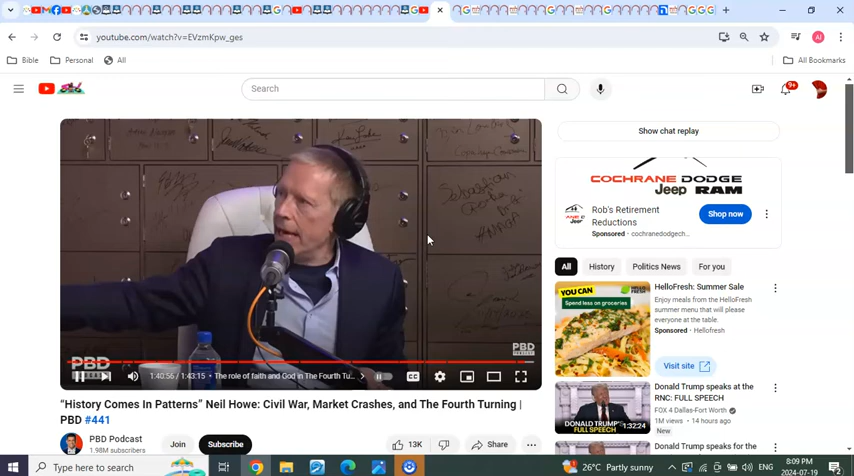 youtube.com/watch?v=EVzmKpw_ges
Bible
Personal
All
All Bookmarks
Search
9+
AI
PBD
PODCAST
PBD
1:40:56 / 1:43:15 • The role of faith and God in The Fourth Tu...
“History Comes In Patterns” Neil Howe: Civil War, Market Crashes, and The Fourth Turning |
PBD #441
PBD Podcast
1.98M subscribers
Join
Subscribe
13K
Share
Show chat replay
COCHRANE DODGE
Jeep RAM
Rob's Retirement
Reductions
Sponsored • cochranedodgech...
Shop now
All
History
Politics News
For you
YOU CAN
Spend less on groceries
HelloFresh: Summer Sale
Enjoy meals from the HelloFresh
summer menu that will please
everyone at the table.
Sponsored • Hellofresh
Visit site
DONALD TRUMP
FULL SPEECH
1:32:24
Donald Trump speaks at the
RNC: FULL SPEECH
FOX 4 Dallas-Fort Worth
1M views • 14 hours ago
New
Donald Trump speaks for the
Type here to search
26°C Partly sunny
ENG
8:09 PM
2024-07-19